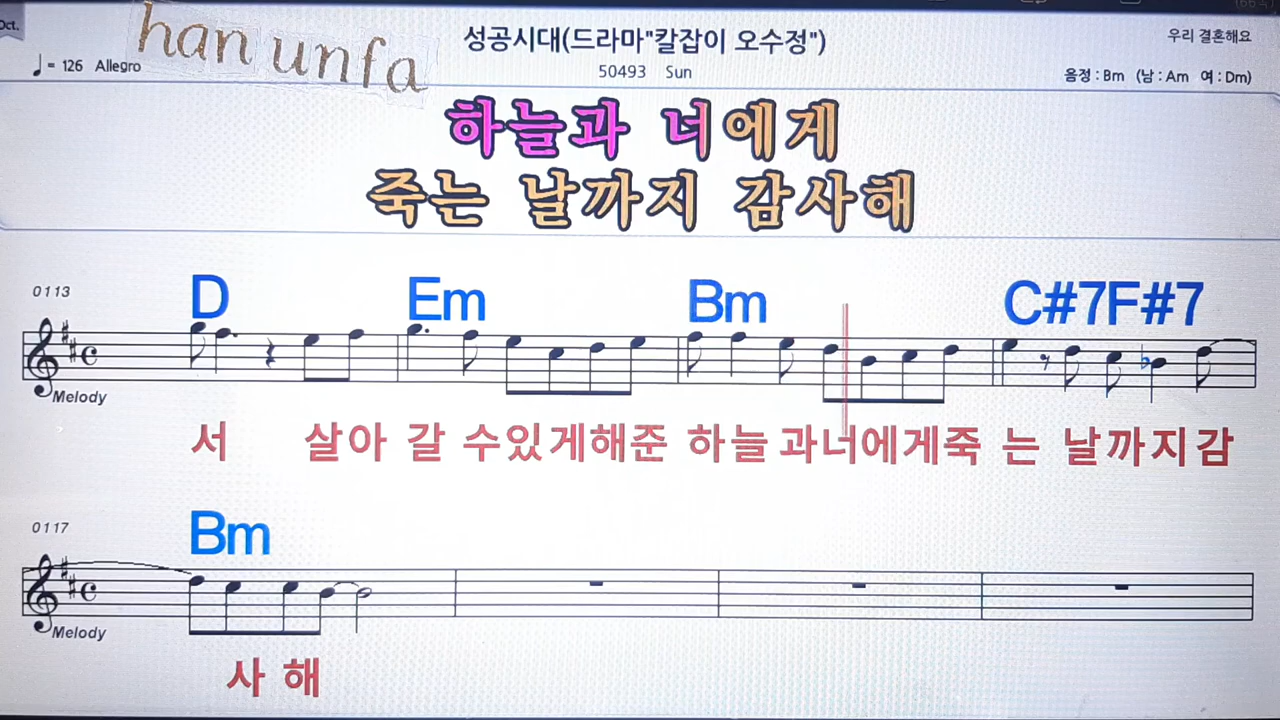 Oct.
han unfa
성공시대(드라마"칼잡이 오수정")
우리 결혼해요
♩= 126 Allegro
50493 Sun
음정 : Bm (남 : Am 여 : Dm)
하늘과 너에게
죽는 날까지 감사해
0113
D Em Bm C#7F#7
Melody
서 살아 갈 수있게해준 하늘 과너에게죽 는 날까지감
0117
Bm
Melody
사 해